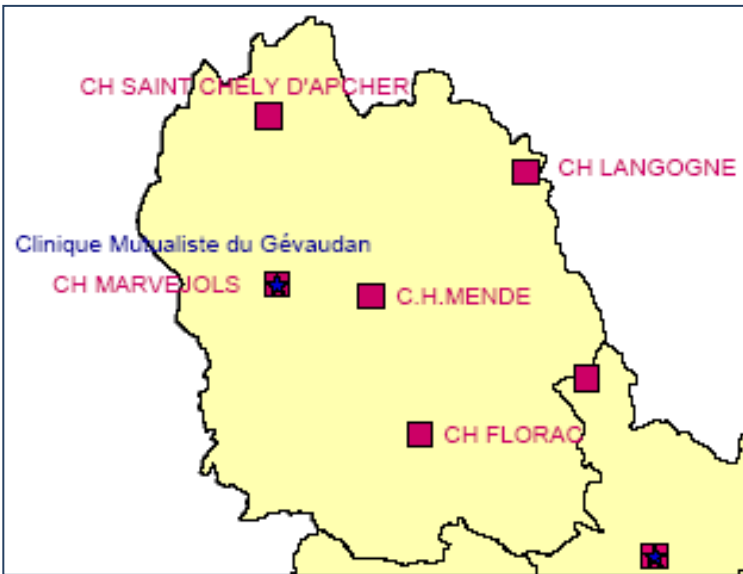 CH SAINT CHELY D'APCHER
CH LANGOGNE
Clinique Mutualiste du Gévaudan
CH MARVEJOLS
C.H.MENDE
CH FLORAC